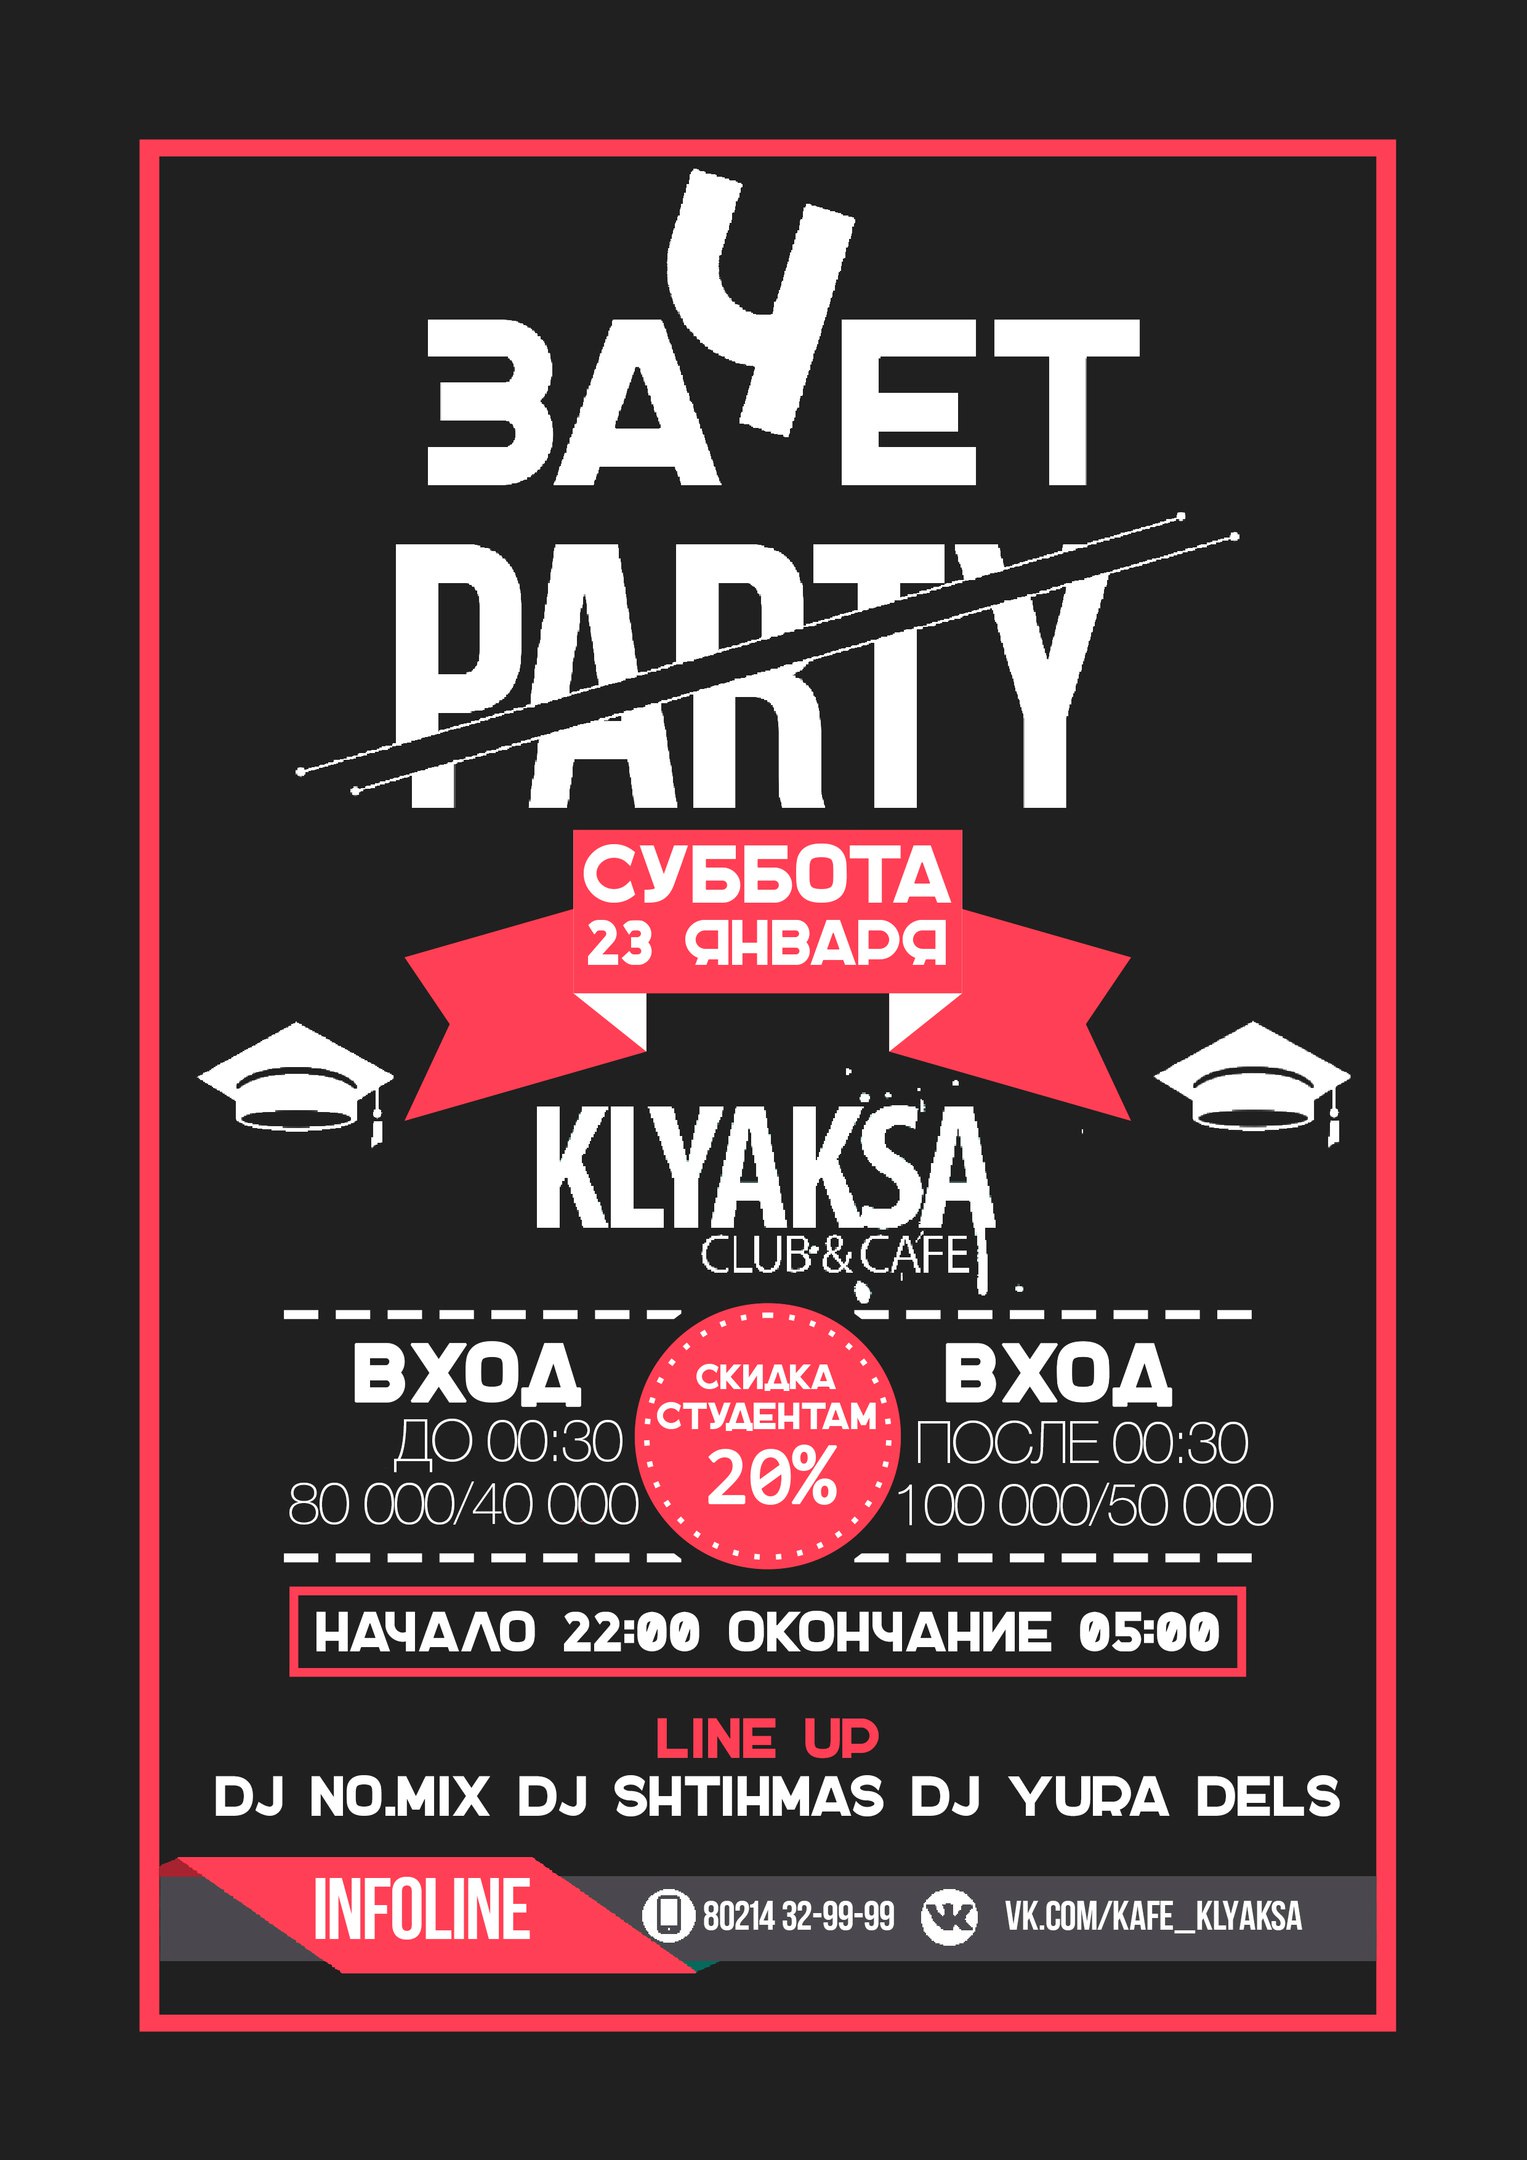 ЗАЧЕТ
PARTY
СУББОТА
23 ЯНВАРЯ
KLYAKSA
CLUB & CAFE
ВХОД
ДО 00:30
80 000/40 000
СКИДКА
СТУДЕНТАМ
20%
ВХОД
ПОСЛЕ 00:30
100 000/50 000
НАЧАЛО 22:00 ОКОНЧАНИЕ 05:00
LINE UP
DJ NO.MIX DJ SHTIHMAS DJ YURA DELS
INFOLINE 80214 32-99-99 VK.COM/KAFE_KLYAKSA